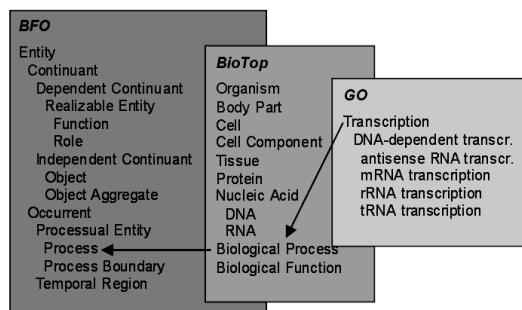 BFO
Entity
Continuant
Dependent Continuant
Realizable Entity
Function
Role
Independent Continuant
Object
Object Aggregate
Occurrent
Processual Entity
Process
Process Boundary
Temporal Region
BioTop
Organism
Body Part
Cell
Cell Component
Tissue
Protein
Nucleic Acid
DNA
RNA
Biological Process
Biological Function
GO
Transcription
DNA-dependent transcr.
antisense RNA transcr.
mRNA transcription
rRNA transcription
tRNA transcription